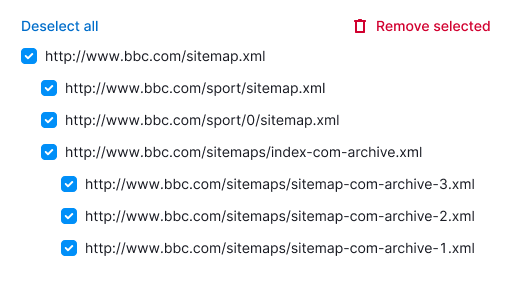 Deselect all
Remove selected
http://www.bbc.com/sitemap.xml
http://www.bbc.com/sport/sitemap.xml
http://www.bbc.com/sport/0/sitemap.xml
http://www.bbc.com/sitemaps/index-com-archive.xml
http://www.bbc.com/sitemaps/sitemap-com-archive-3.xml
http://www.bbc.com/sitemaps/sitemap-com-archive-2.xml
http://www.bbc.com/sitemaps/sitemap-com-archive-1.xml